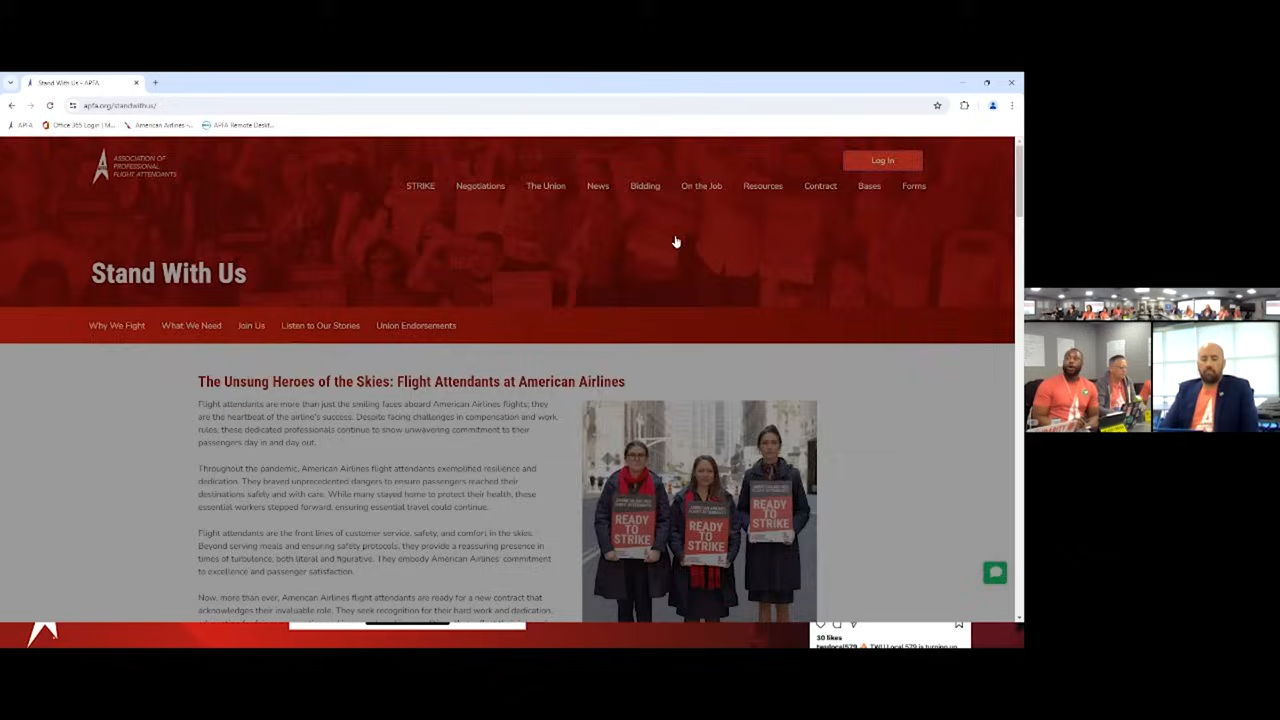 Stand With Us - APFA
apfa.org/standwithus/
APFA
Office 365 Login | M...
American Airlines -...
APFA Remote Deskt...
ASSOCIATION OF
PROFESSIONAL
FLIGHT ATTENDANTS
Log In
STRIKE
Negotiations
The Union
News
Bidding
On the Job
Resources
Contract
Bases
Forms
Stand With Us
Why We Fight
What We Need
Join Us
Listen to Our Stories
Union Endorsements
The Unsung Heroes of the Skies: Flight Attendants at American Airlines
Flight attendants are more than just the smiling faces aboard American Airlines flights; they
are the heartbeat of the airline's success. Despite facing challenges in compensation and work
rules, these dedicated professionals continue to show unwavering commitment to their
passengers day in and day out.
Throughout the pandemic, American Airlines flight attendants exemplified resilience and
dedication. They braved unprecedented dangers to ensure passengers reached their
destinations safely and with care. While many stayed home to protect their health, these
essential workers stepped forward, ensuring essential travel could continue.
Flight attendants are the front lines of customer service, safety, and comfort in the skies.
Beyond serving meals and ensuring safety protocols, they provide a reassuring presence in
times of turbulence, both literal and figurative. They embody American Airlines' commitment
to excellence and passenger satisfaction.
Now, more than ever, American Airlines flight attendants are ready for a new contract that
acknowledges their invaluable role. They seek recognition for their hard work and dedication,
READY
TO
STRIKE
READY
TO
STRIKE
READY
TO
STRIKE
30 likes
twulocal579
TWU Local 579 is turning up